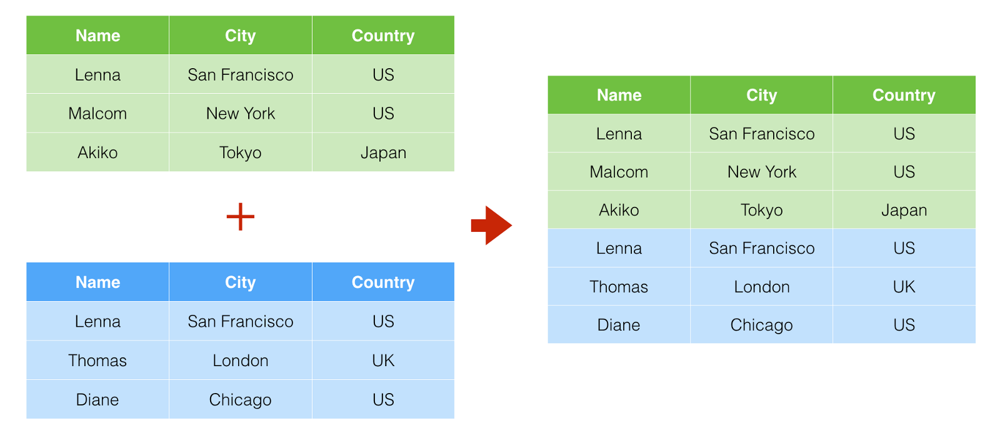 Name City Country
Lenna San Francisco US
Malcom New York US
Akiko Tokyo Japan
+
Name City Country
Lenna San Francisco US
Thomas London UK
Diane Chicago US
Name City Country
Lenna San Francisco US
Malcom New York US
Akiko Tokyo Japan
Lenna San Francisco US
Thomas London UK
Diane Chicago US